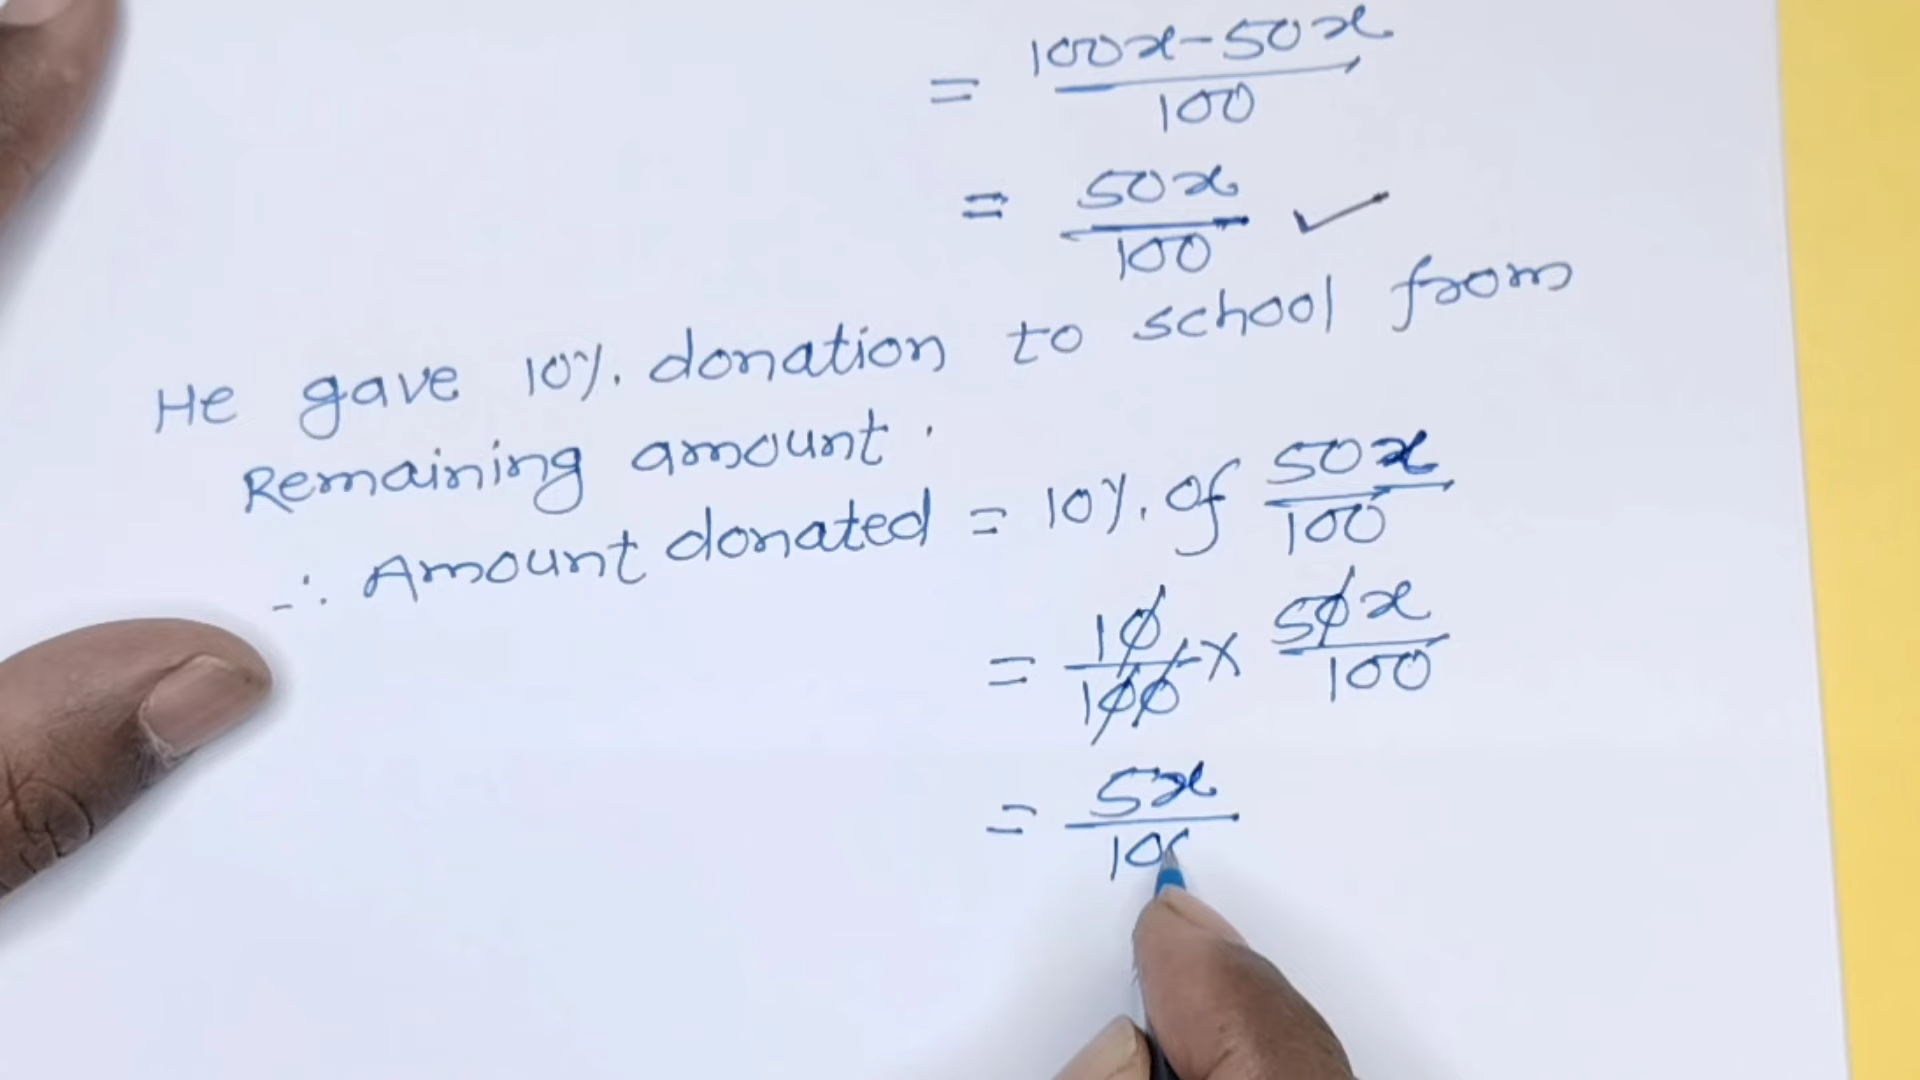 = 100x-50x
100
= 50x ✓
100
He gave 10%. donation to school from
Remaining amount.
∴ Amount donated = 10%. of 50x
100
= 10 x 50x
100 100
= 5x
100